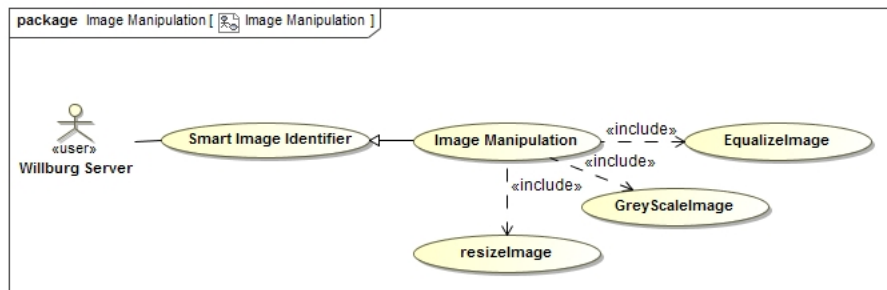 package Image Manipulation [ Image Manipulation ]
«user»
Willburg Server
Smart Image Identifier
Image Manipulation
«include»
EqualizeImage
«include»
GreyScaleImage
«include»
resizeImage